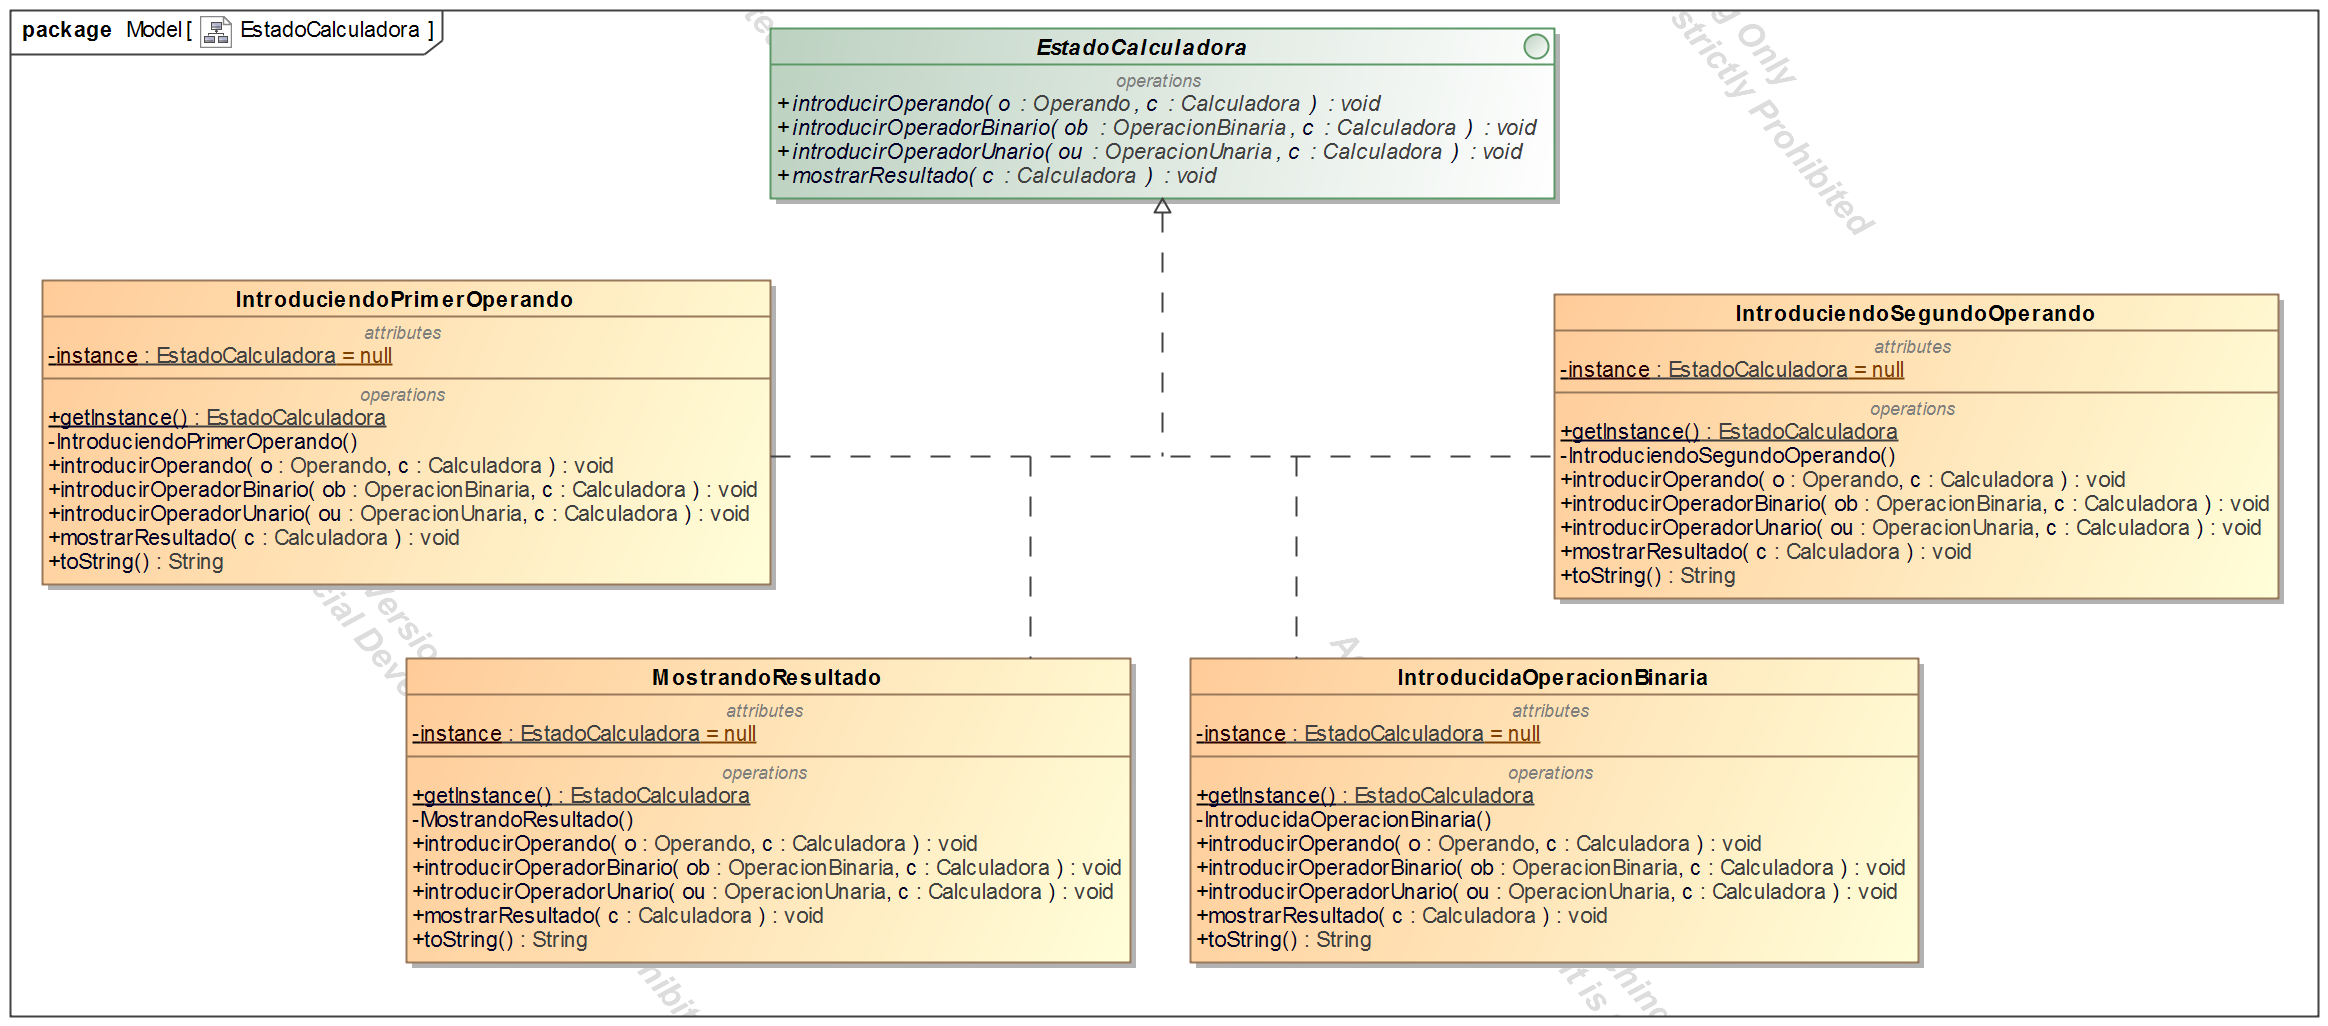 package Model [ EstadoCalculadora ]
EstadoCalculadora
operations
+introducirOperando( o : Operando, c : Calculadora ) : void
+introducirOperadorBinario( ob : OperacionBinaria, c : Calculadora ) : void
+introducirOperadorUnario( ou : OperacionUnaria, c : Calculadora ) : void
+mostrarResultado( c : Calculadora ) : void
IntroduciendoPrimerOperando
attributes
-instance : EstadoCalculadora = null
operations
+getInstance() : EstadoCalculadora
-IntroduciendoPrimerOperando()
+introducirOperando( o : Operando, c : Calculadora ) : void
+introducirOperadorBinario( ob : OperacionBinaria, c : Calculadora ) : void
+introducirOperadorUnario( ou : OperacionUnaria, c : Calculadora ) : void
+mostrarResultado( c : Calculadora ) : void
+toString() : String
IntroduciendoSegundoOperando
attributes
-instance : EstadoCalculadora = null
operations
+getInstance() : EstadoCalculadora
-IntroduciendoSegundoOperando()
+introducirOperando( o : Operando, c : Calculadora ) : void
+introducirOperadorBinario( ob : OperacionBinaria, c : Calculadora ) : void
+introducirOperadorUnario( ou : OperacionUnaria, c : Calculadora ) : void
+mostrarResultado( c : Calculadora ) : void
+toString() : String
MostrandoResultado
attributes
-instance : EstadoCalculadora = null
operations
+getInstance() : EstadoCalculadora
-MostrandoResultado()
+introducirOperando( o : Operando, c : Calculadora ) : void
+introducirOperadorBinario( ob : OperacionBinaria, c : Calculadora ) : void
+introducirOperadorUnario( ou : OperacionUnaria, c : Calculadora ) : void
+mostrarResultado( c : Calculadora ) : void
+toString() : String
IntroducidaOperacionBinaria
attributes
-instance : EstadoCalculadora = null
operations
+getInstance() : EstadoCalculadora
-IntroducidaOperacionBinaria()
+introducirOperando( o : Operando, c : Calculadora ) : void
+introducirOperadorBinario( ob : OperacionBinaria, c : Calculadora ) : void
+introducirOperadorUnario( ou : OperacionUnaria, c : Calculadora ) : void
+mostrarResultado( c : Calculadora ) : void
+toString() : String
Only
strictly Prohibited
is